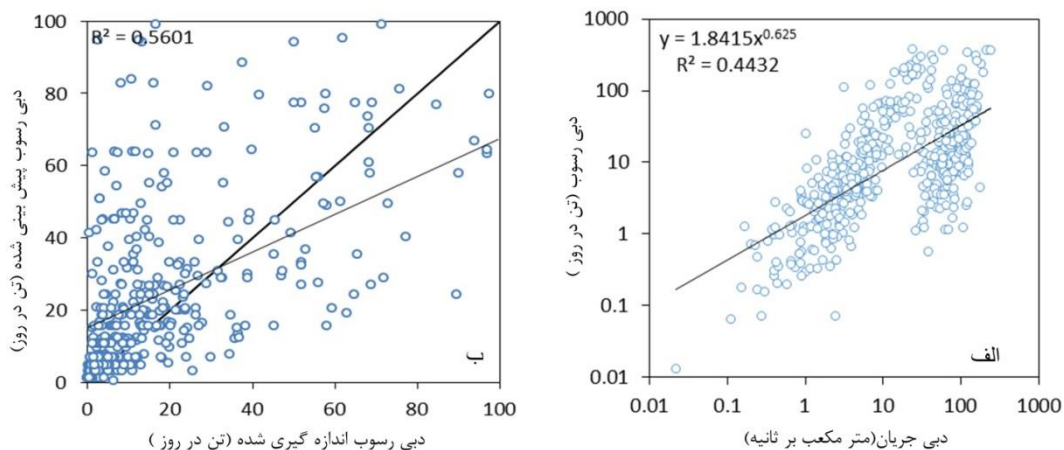 R² = 0.5601
100
80
60
40
20
0
0 20 40 60 80 100
دبی رسوب پیش بینی شده (تن در روز)
دبی رسوب اندازه گیری شده (تن در روز )
ب
y = 1.8415x^0.625
R² = 0.4432
1000
100
10
1
0.1
0.01
0.01 0.1 1 10 100 1000
دبی رسوب (تن در روز )
دبی جریان(متر مکعب بر ثانیه)
الف